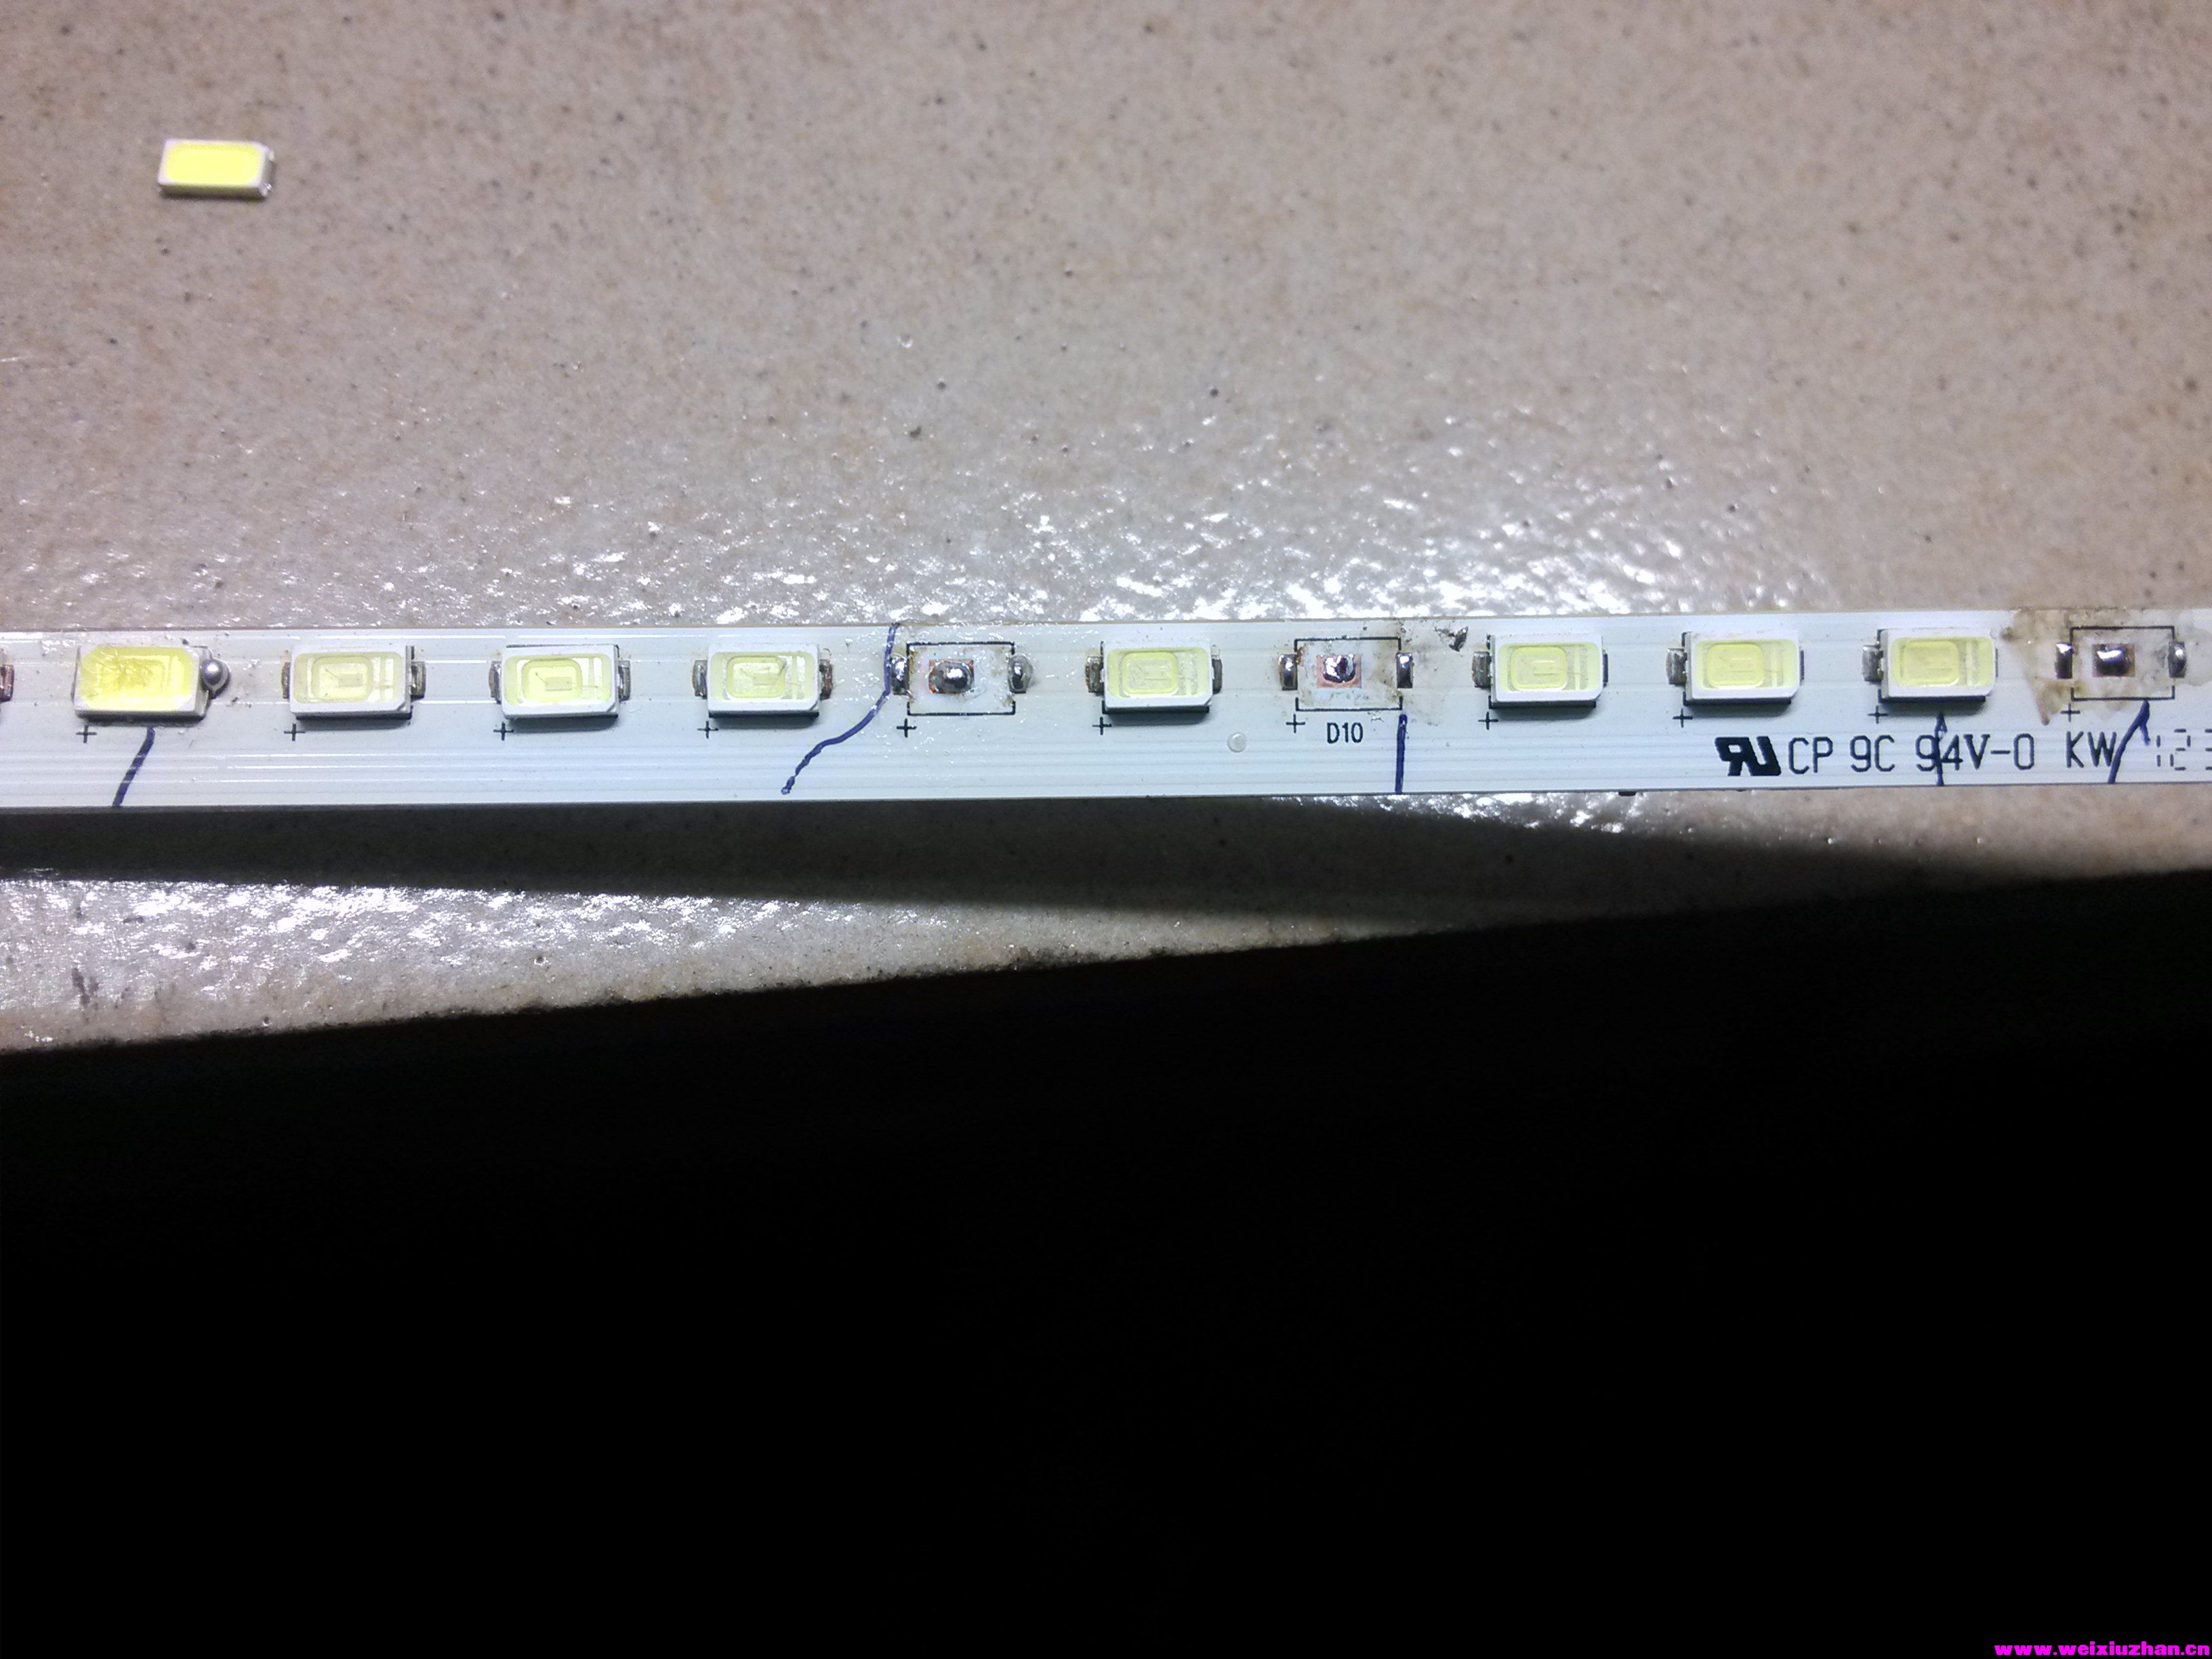 + + + + + + + + + +
D10
CP 9C 94V-0 KW
www.weixiuzhan.cn